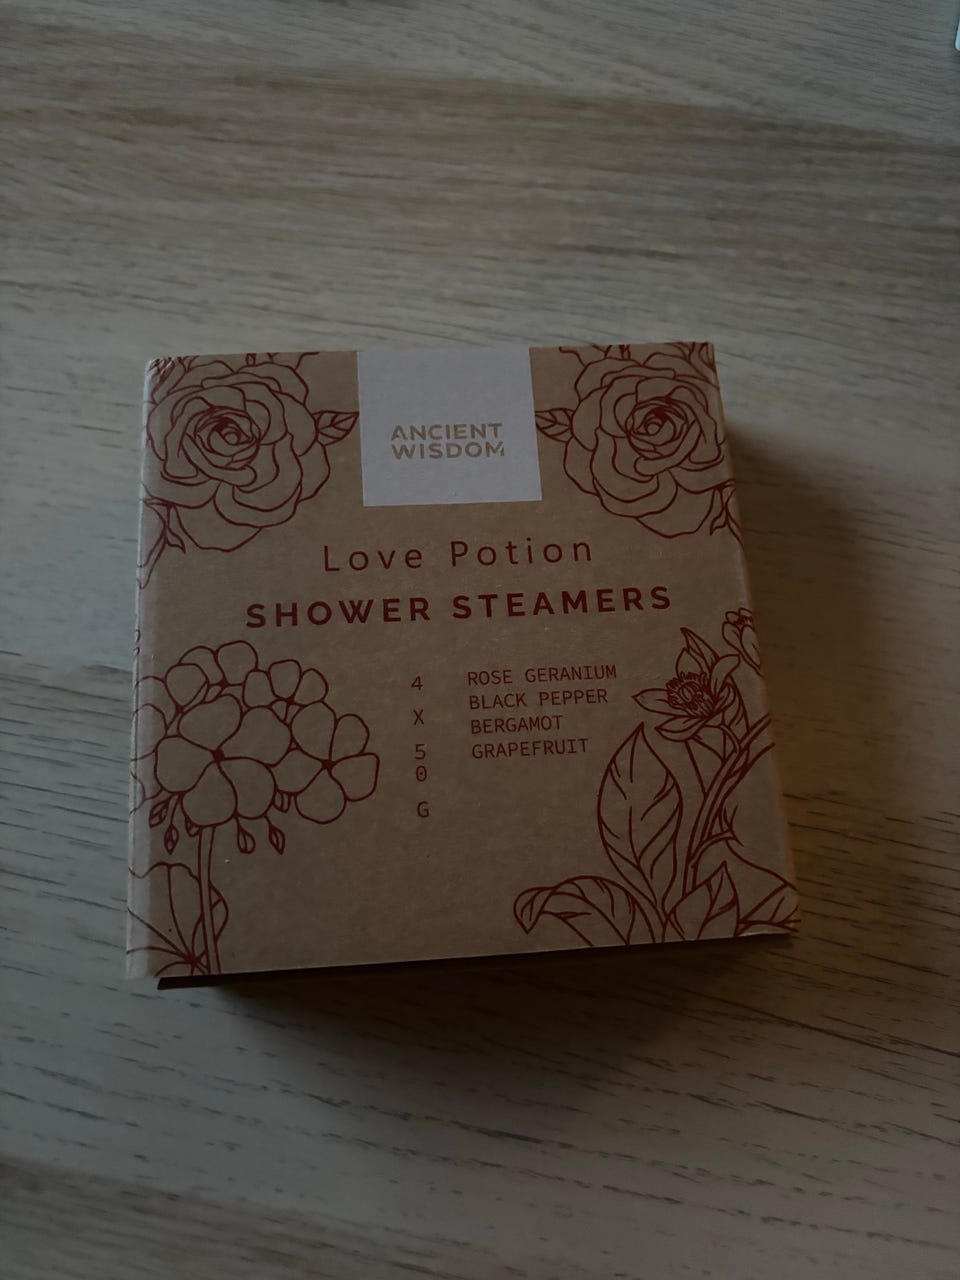 ANCIENT
WISDOM
Love Potion
SHOWER STEAMERS
4
X
5
0
G
ROSE GERANIUM
BLACK PEPPER
BERGAMOT
GRAPEFRUIT